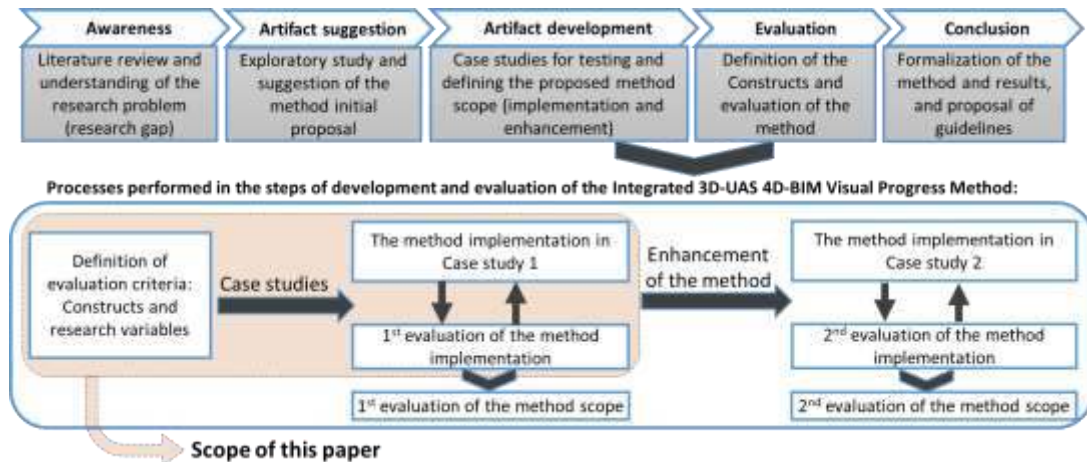 Awareness
Literature review and
understanding of the
research problem
(research gap)
Artifact suggestion
Exploratory study and
suggestion of the
method initial
proposal
Artifact development
Case studies for testing and
defining the proposed method
scope (implementation and
enhancement)
Evaluation
Definition of the
Constructs and
evaluation of the
method
Conclusion
Formalization of the
method and results,
and proposal of
guidelines
Processes performed in the steps of development and evaluation of the Integrated 3D-UAS 4D-BIM Visual Progress Method:
Definition of
evaluation criteria:
Constructs and
research variables
Case studies
The method implementation in
Case study 1
1st evaluation of the method
implementation
1st evaluation of the method scope
Enhancement
of the method
The method implementation in
Case study 2
2nd evaluation of the method
implementation
2nd evaluation of the method scope
Scope of this paper